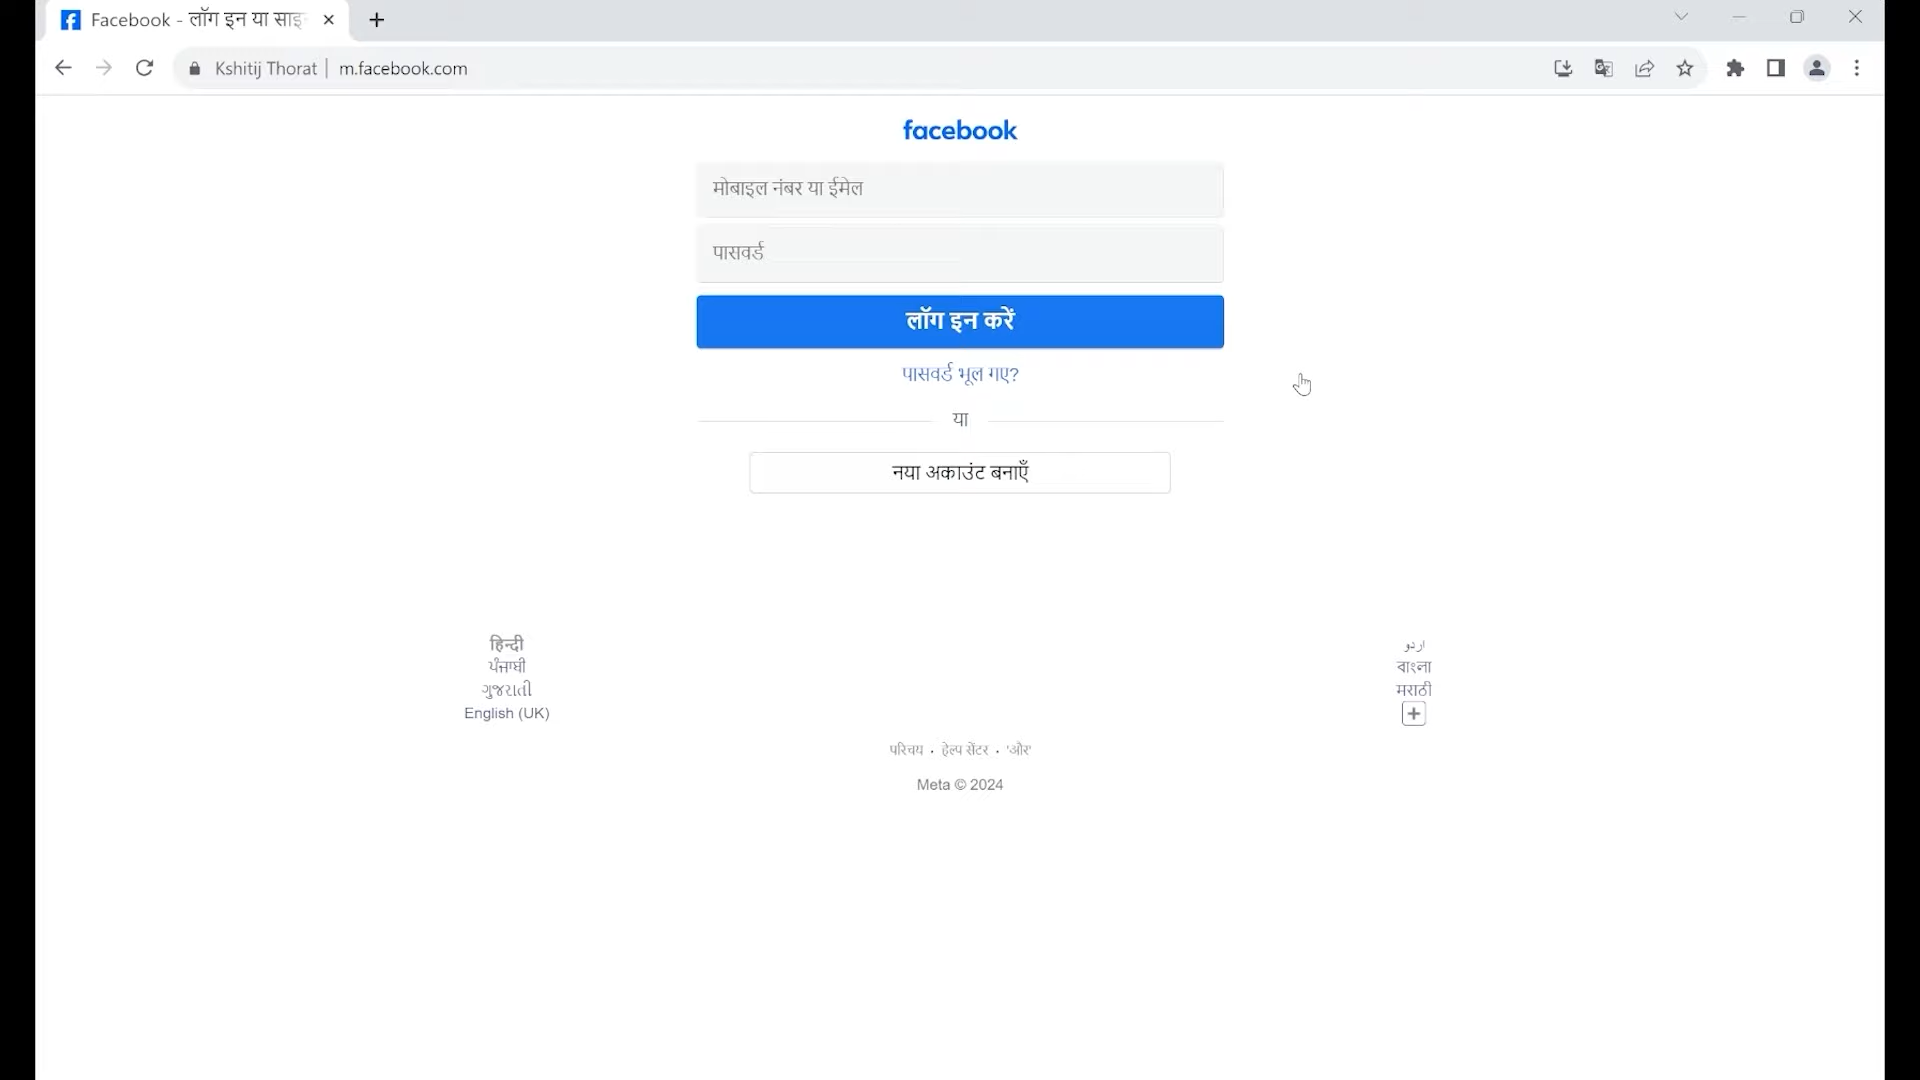 Facebook - लॉग इन या साइन
Kshitij Thorat | m.facebook.com
facebook
मोबाइल नंबर या ईमेल
पासवर्ड
लॉग इन करें
पासवर्ड भूल गए?
या
नया अकाउंट बनाएँ
हिन्दी
ਪੰਜਾਬੀ
ગુજરાતી
English (UK)
اردو
বাংলা
मराठी
परिचय · हेल्प सेंटर · 'और'
Meta © 2024